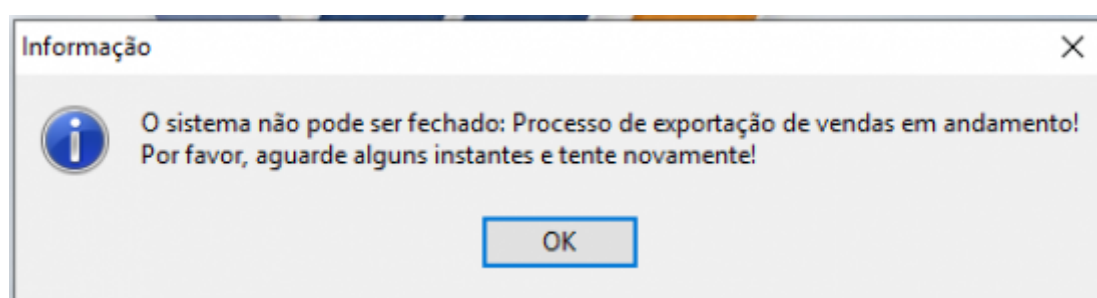 Informação
O sistema não pode ser fechado: Processo de exportação de vendas em andamento!
Por favor, aguarde alguns instantes e tente novamente!
OK